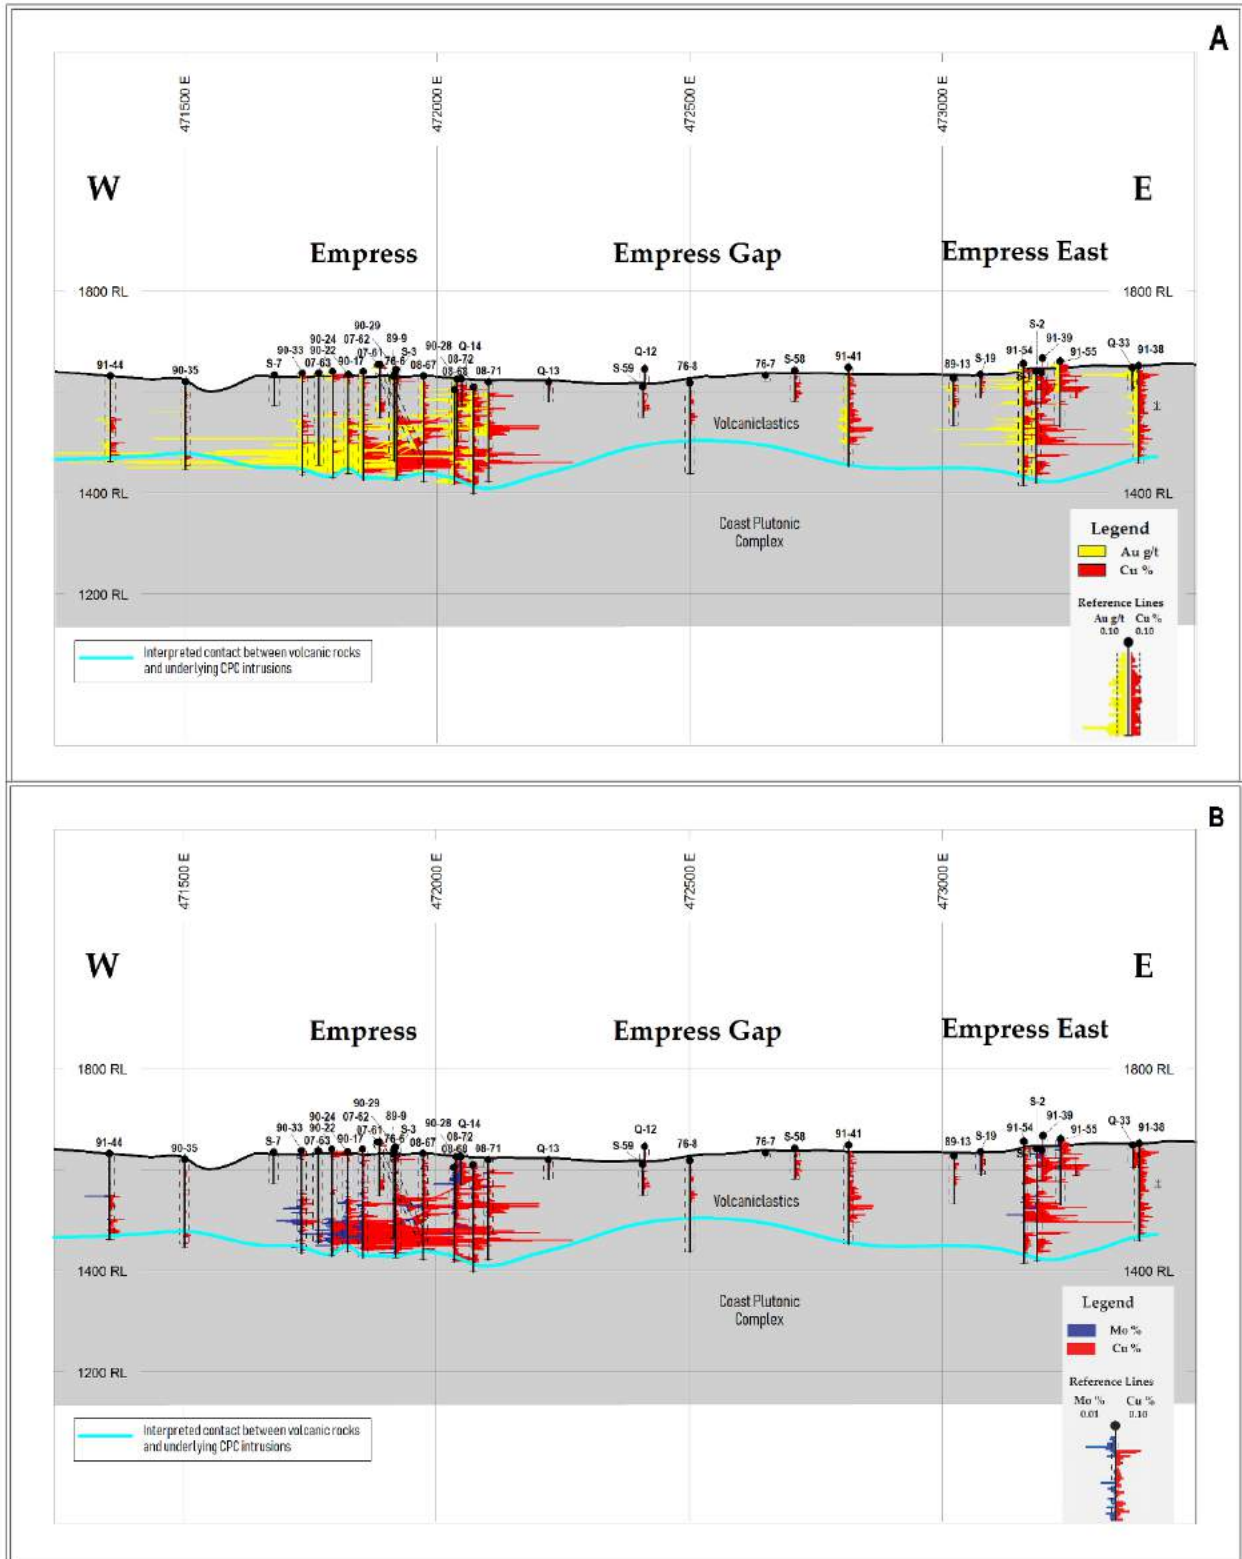 A
471500 E
472000 E
472500 E
473000 E
W
E
Empress
Empress Gap
Empress East
1800 RL
1800 RL
90-29
90-24
07-62
89-9
90-28
Q-14
S-2
Q-12
91-39
91-44
90-35
S-7
90-33
90-22
07-63
90-17
07-61
76-6
S-3
08-67
08-72
08-68
08-71
Q-13
S-59
76-8
76-7
S-58
91-41
89-13
S-19
91-54
91-55
Q-33
91-38
Volcaniclastics
1400 RL
1400 RL
Coast Plutonic
Complex
Legend
Au g/t
Cu %
1200 RL
Reference Lines
Au g/t Cu %
0.10 0.10
Interpreted contact between volcanic rocks
and underlying CPC intrusions
B
471500 E
472000 E
472500 E
473000 E
W
E
Empress
Empress Gap
Empress East
1800 RL
1800 RL
90-29
90-24
07-62
89-9
90-28
Q-14
S-2
Q-12
91-39
91-44
90-35
S-7
90-33
90-22
07-63
90-17
07-61
76-6
S-3
08-67
08-72
08-68
08-71
Q-13
S-59
76-8
76-7
S-58
91-41
89-13
S-19
91-54
91-55
Q-33
91-38
Volcaniclastics
1400 RL
1400 RL
Coast Plutonic
Complex
Legend
Mo %
Cu %
1200 RL
Reference Lines
Mo % Cu %
0.01 0.10
Interpreted contact between volcanic rocks
and underlying CPC intrusions